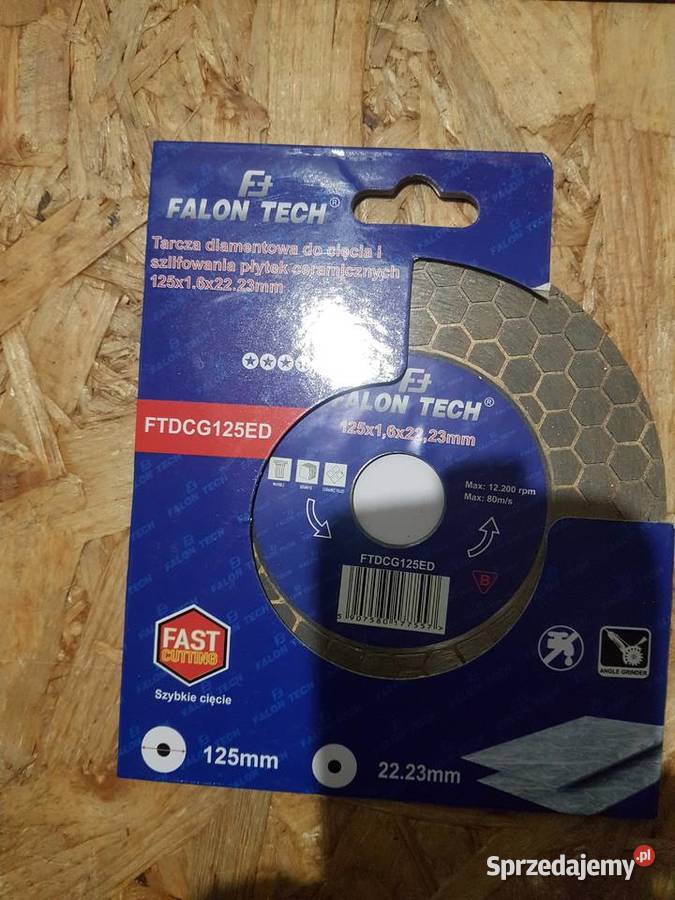 FALON TECH®
Tarcza diamentowa do cięcia i
szlifowania płytek ceramicznych
125x1.6x22.23mm
FTDCG125ED
FALON TECH®
125x1,6x22,23mm
Max: 12.200 rpm
Max: 80m/s
FTDCG125ED
B
FAST
CUTTING
Szybkie cięcie
ANGLE GRINDER
125mm
22.23mm
Sprzedajemy.pl